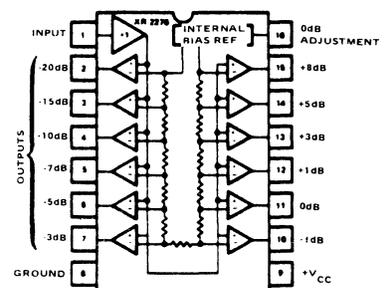 XR 2276
INPUT 1 +1 INTERNAL BIAS REF 16 0dB ADJUSTMENT
-20dB 2 15 +8dB
-15dB 3 14 +5dB
-10dB 4 13 +3dB
-7dB 5 12 +1dB
-5dB 6 11 0dB
-3dB 7 10 -1dB
GROUND 8 9 +VCC
OUTPUTS